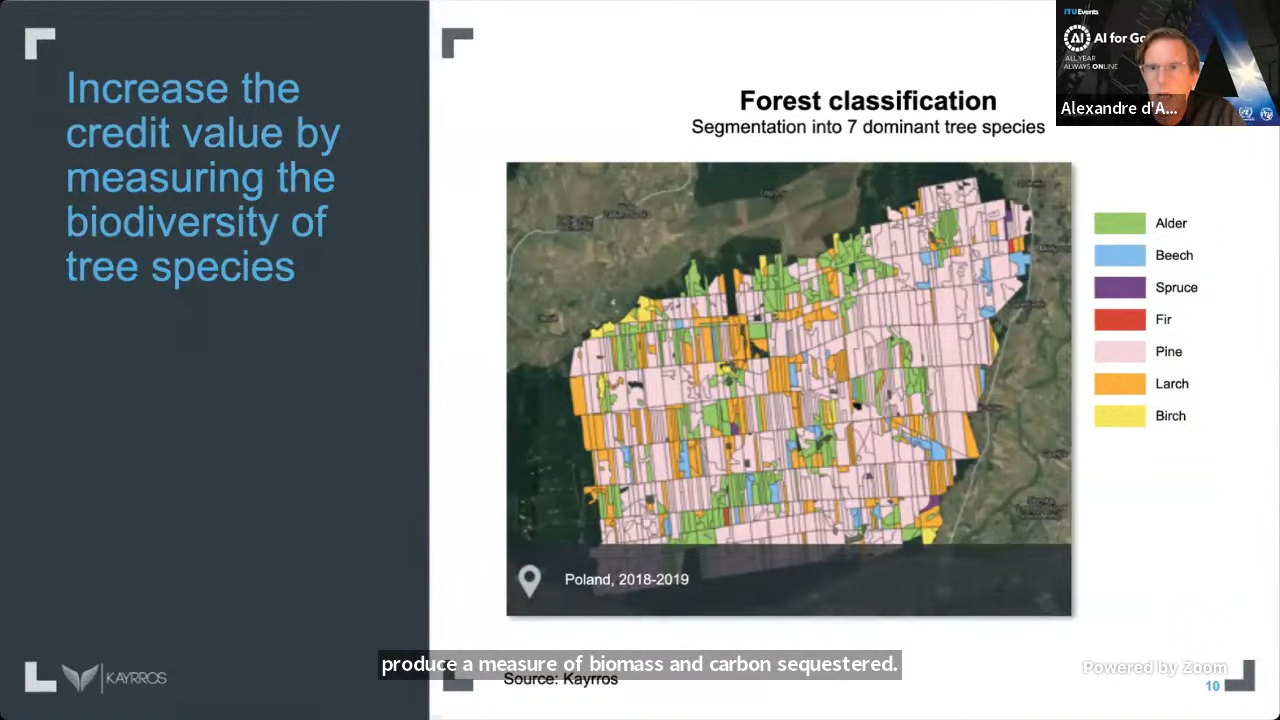 Increase the
credit value by
measuring the
biodiversity of
tree species
KAYRROS
Forest classification
Segmentation into 7 dominant tree species
Alder
Beech
Spruce
Fir
Pine
Larch
Birch
Poland, 2018-2019
produce a measure of biomass and carbon sequestered.
Source: Kayrros
10
Powered by Zoom
ITUEvents
AI
AI for Go
ALL YEAR
ALWAYS ONLINE
Alexandre d'A...